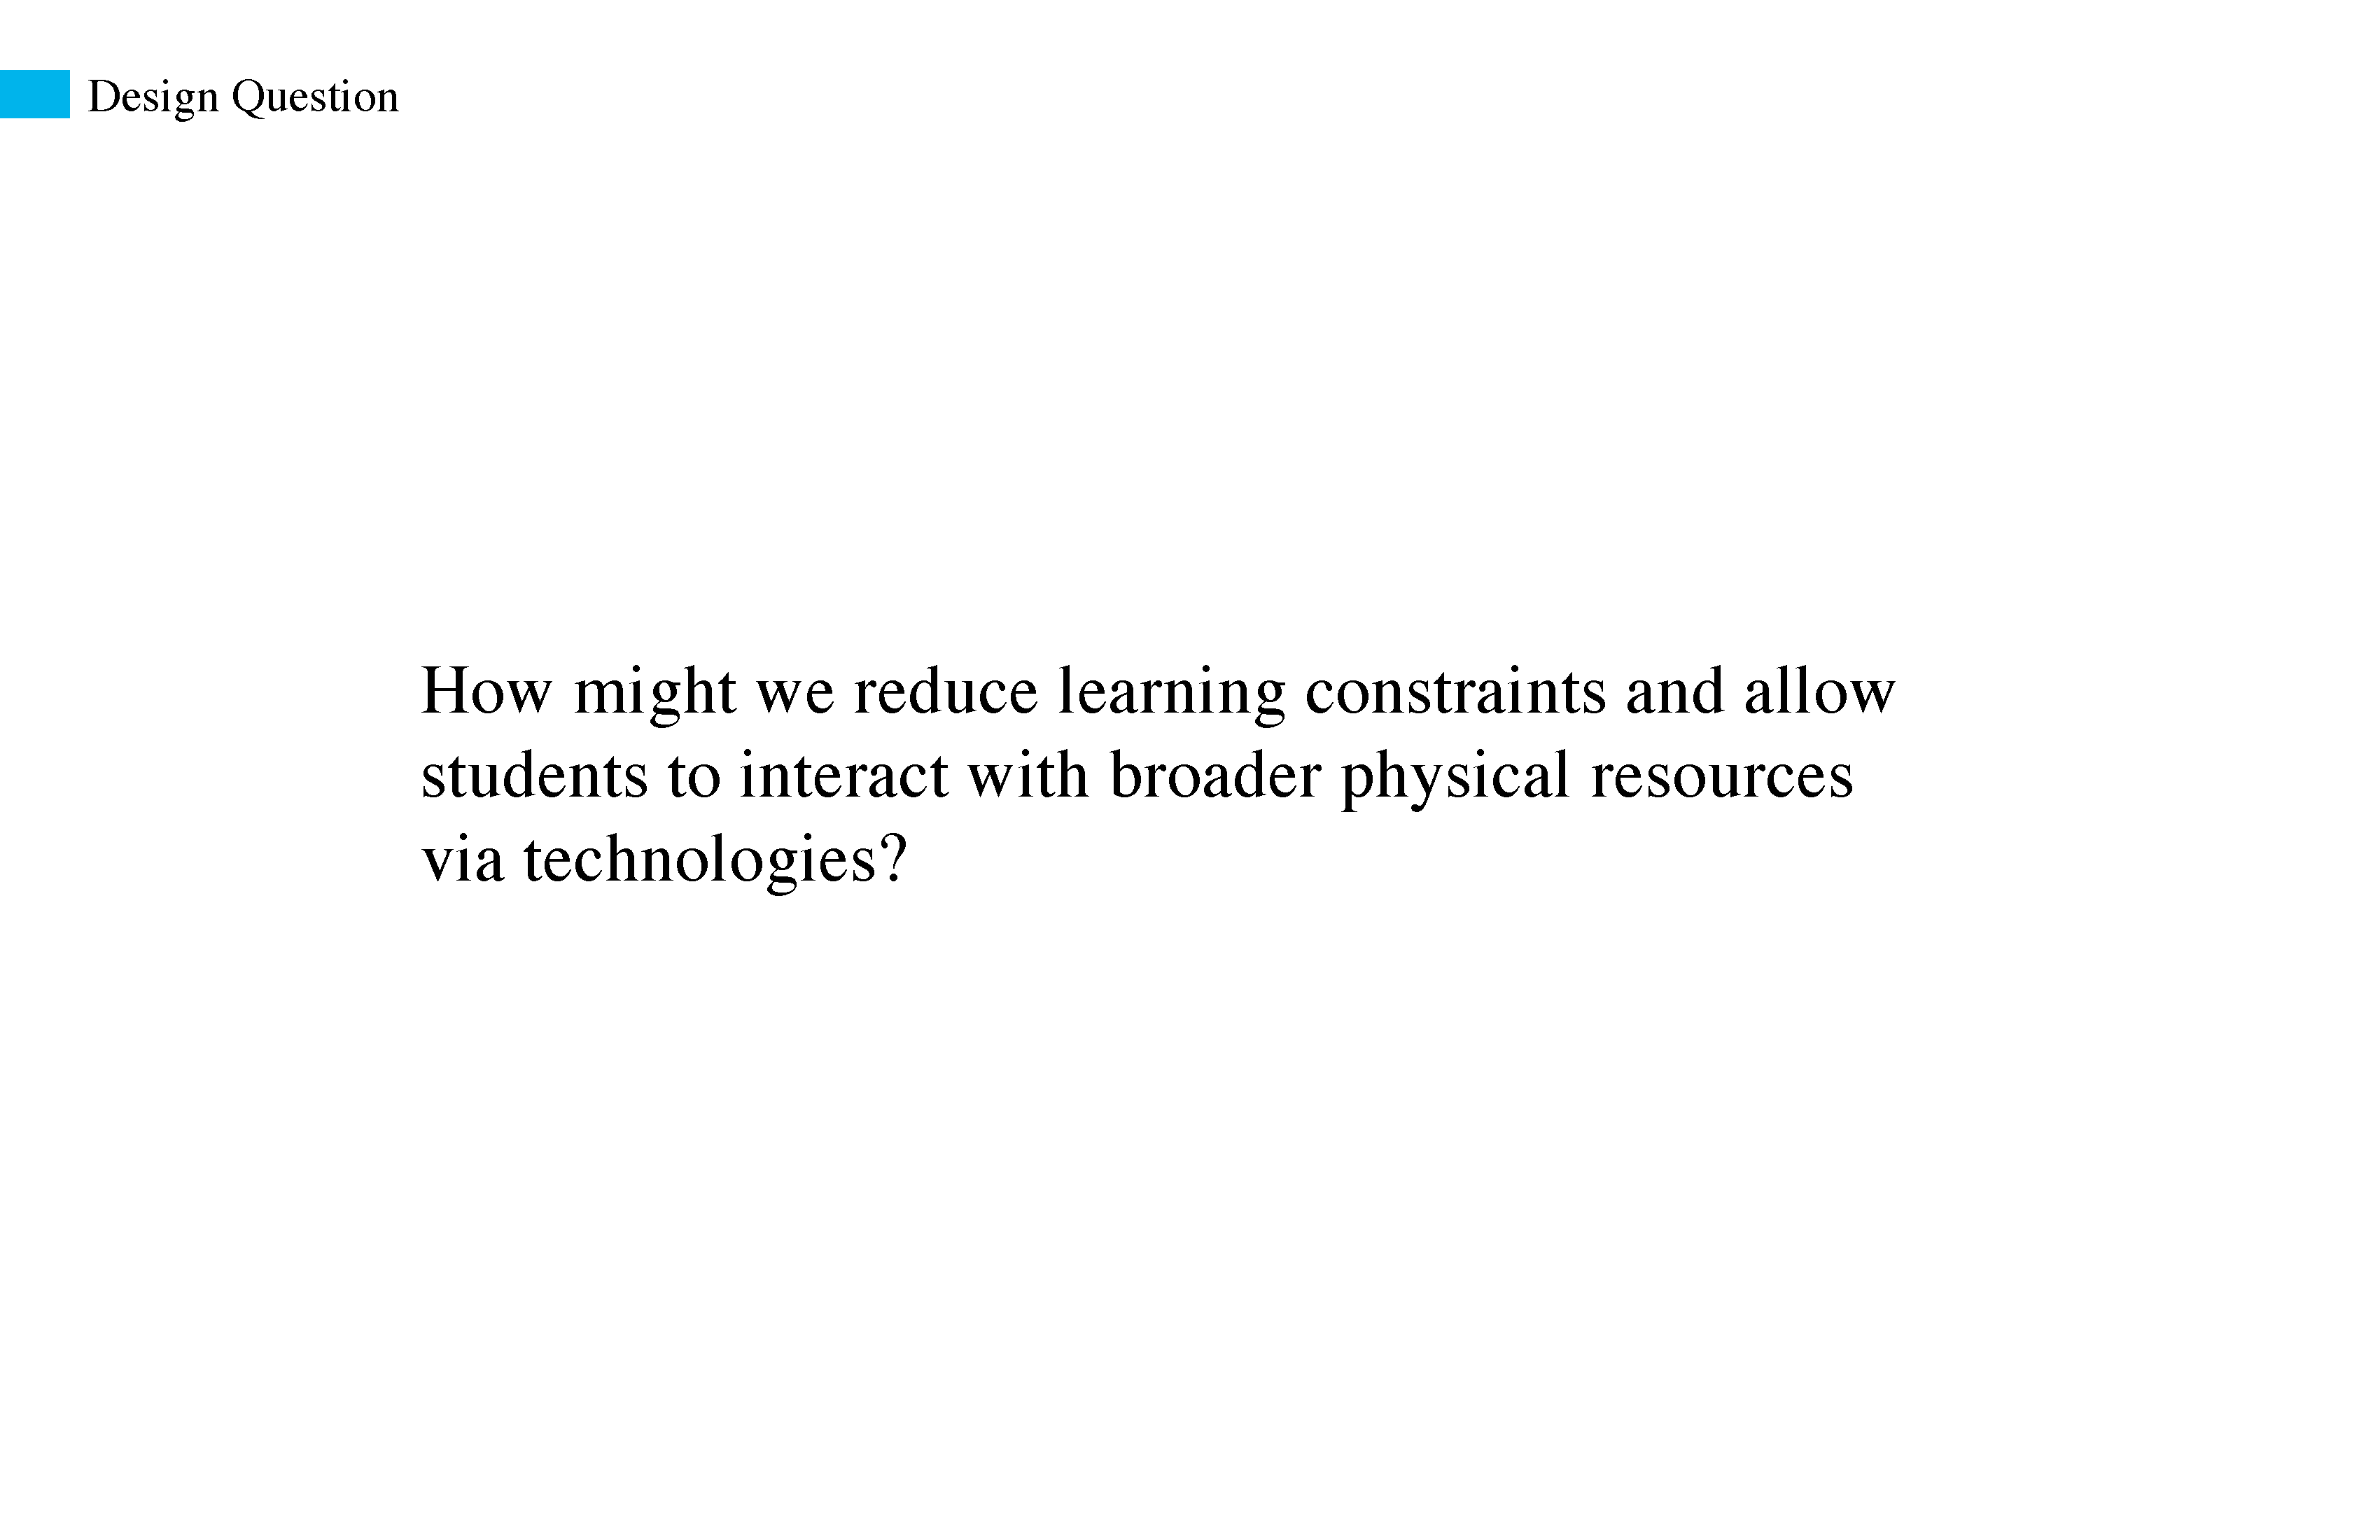 Design Question
How might we reduce learning constraints and allow
students to interact with broader physical resources
via technologies?